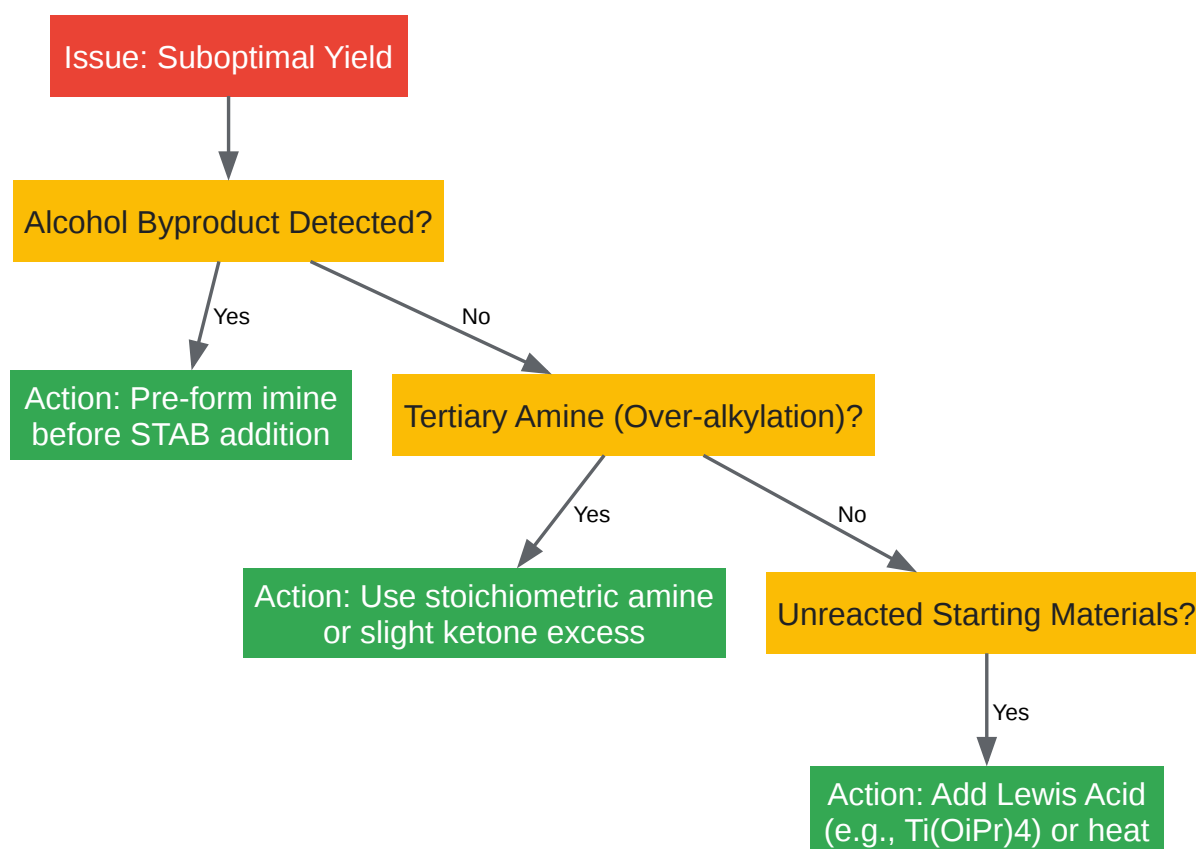 Issue: Suboptimal Yield
Alcohol Byproduct Detected?
Yes
No
Action: Pre-form imine
before STAB addition
Tertiary Amine (Over-alkylation)?
Yes
No
Action: Use stoichiometric amine
or slight ketone excess
Unreacted Starting Materials?
Yes
Action: Add Lewis Acid
(e.g., Ti(OiPr)4) or heat